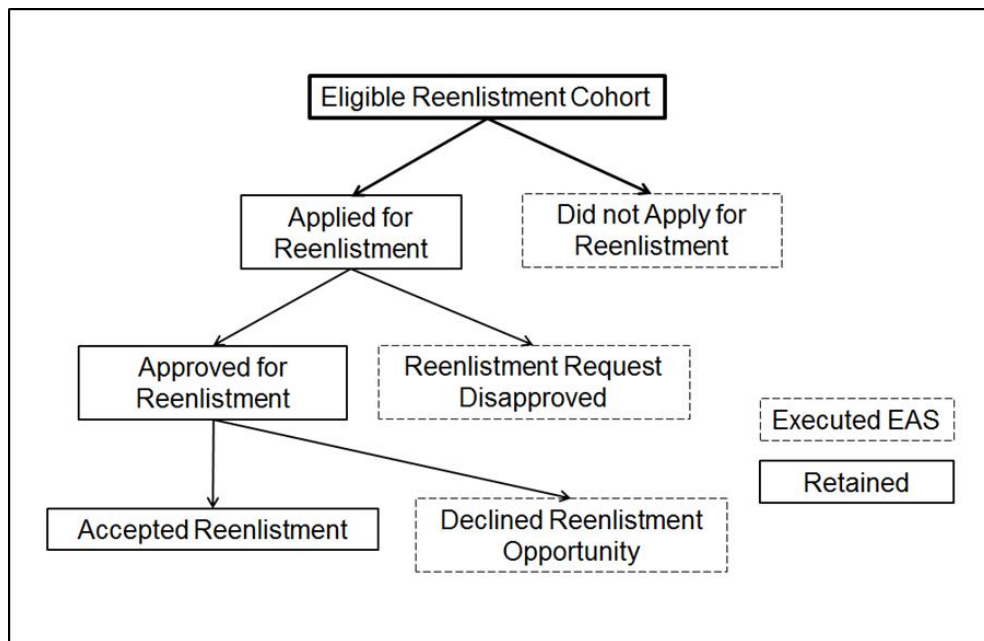 Eligible Reenlistment Cohort
Applied for
Reenlistment
Did not Apply for
Reenlistment
Approved for
Reenlistment
Reenlistment Request
Disapproved
Executed EAS
Retained
Accepted Reenlistment
Declined Reenlistment
Opportunity